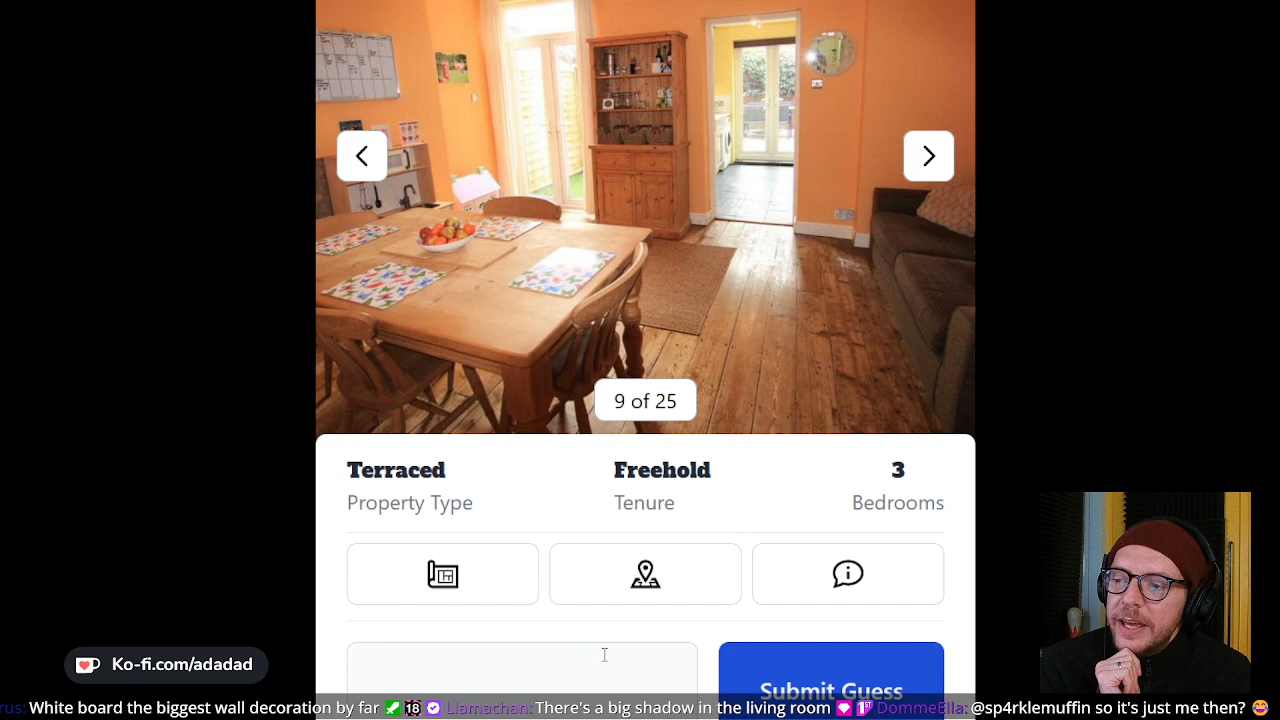 9 of 25
Terraced
Property Type
Freehold
Tenure
3
Bedrooms
Submit Guess
Ko-fi.com/adadad
rus: White board the biggest wall decoration by far 18 Llamachan: There's a big shadow in the living room DommeElla: @sp4rklemuffin so it's just me then?